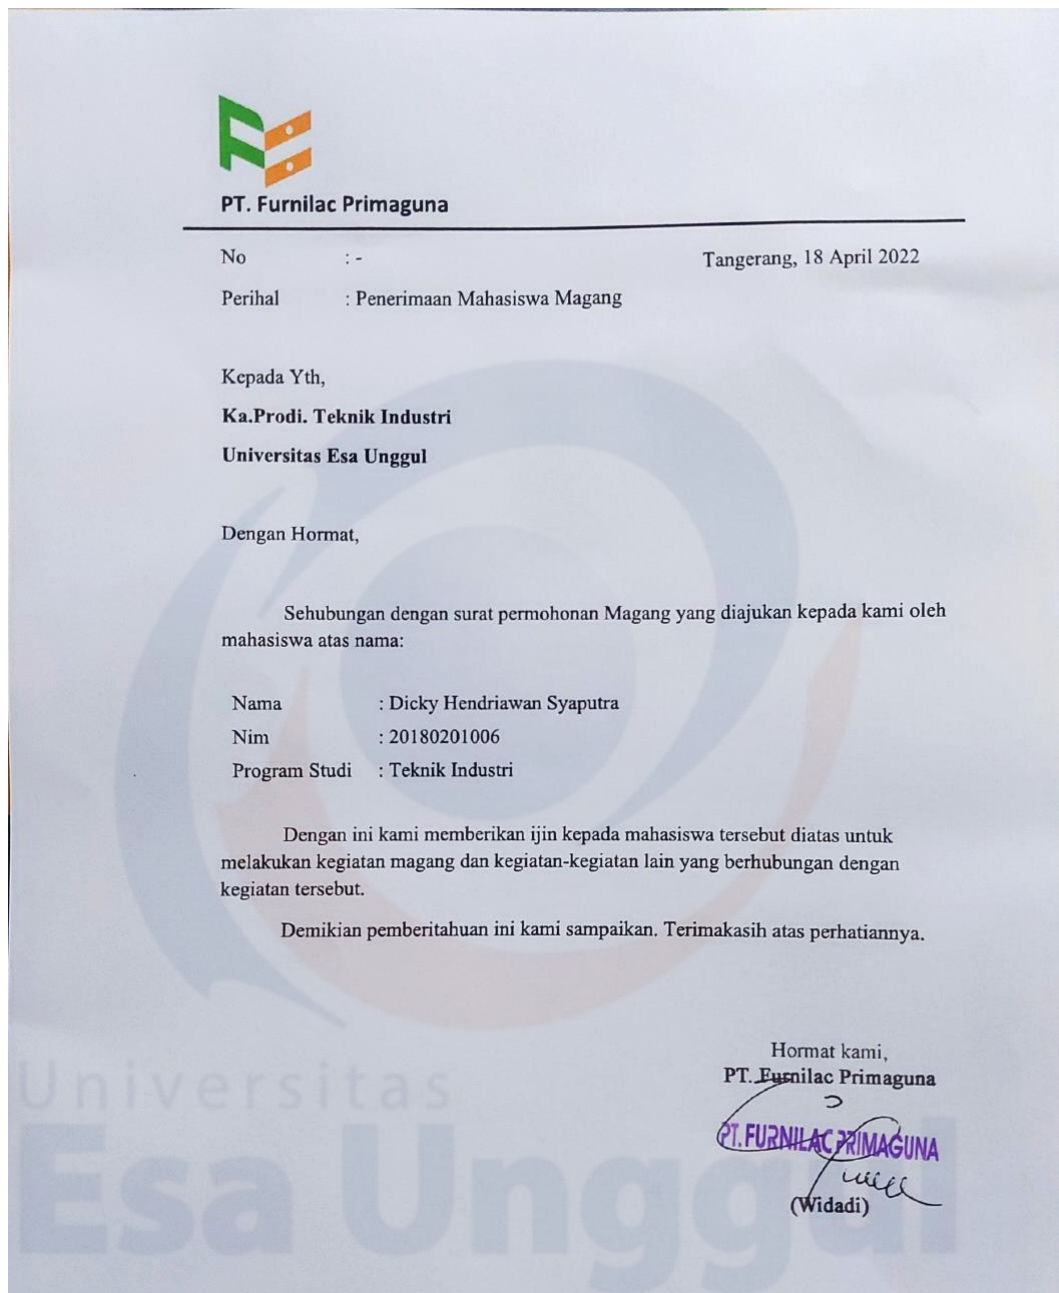 PT. Furnilac Primaguna
No : - Tangerang, 18 April 2022
Perihal : Penerimaan Mahasiswa Magang
Kepada Yth,
Ka.Prodi. Teknik Industri
Universitas Esa Unggul
Dengan Hormat,
Sehubungan dengan surat permohonan Magang yang diajukan kepada kami oleh
mahasiswa atas nama:
Nama : Dicky Hendriawan Syaputra
Nim : 20180201006
Program Studi : Teknik Industri
Dengan ini kami memberikan ijin kepada mahasiswa tersebut diatas untuk
melakukan kegiatan magang dan kegiatan-kegiatan lain yang berhubungan dengan
kegiatan tersebut.
Demikian pemberitahuan ini kami sampaikan. Terimakasih atas perhatiannya.
Hormat kami,
PT. Furnilac Primaguna
PT. FURNILAC PRIMAGUNA
(Widadi)
Universitas
Esa Unggul